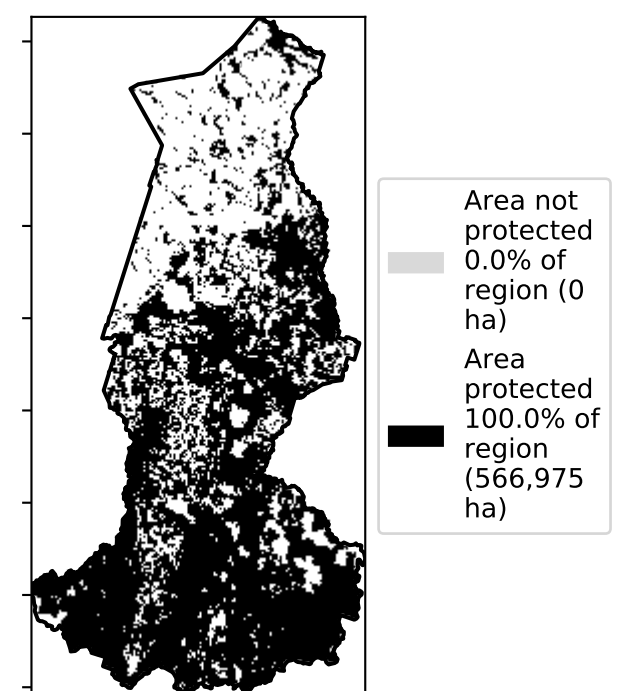 Area not
protected
0.0% of
region (0
ha)
Area
protected
100.0% of
region
(566,975
ha)